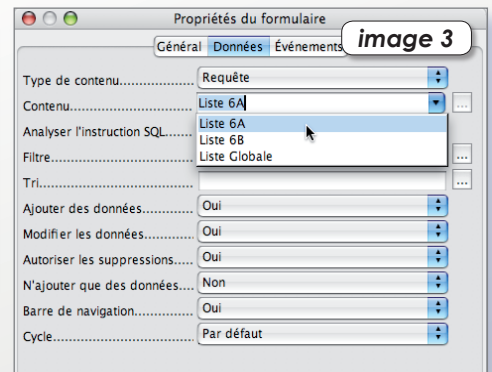 Propriétés du formulaire
image 3
Général Données Événements
Type de contenu............... Requête
Contenu......................... Liste 6A ...
Analyser l'instruction SQL...... Liste 6A
Liste 6B
Filtre............................. Liste Globale ...
Tri................................ ...
Ajouter des données.......... Oui
Modifier les données.......... Oui
Autoriser les suppressions..... Oui
N'ajouter que des données.... Non
Barre de navigation.............. Oui
Cycle............................... Par défaut